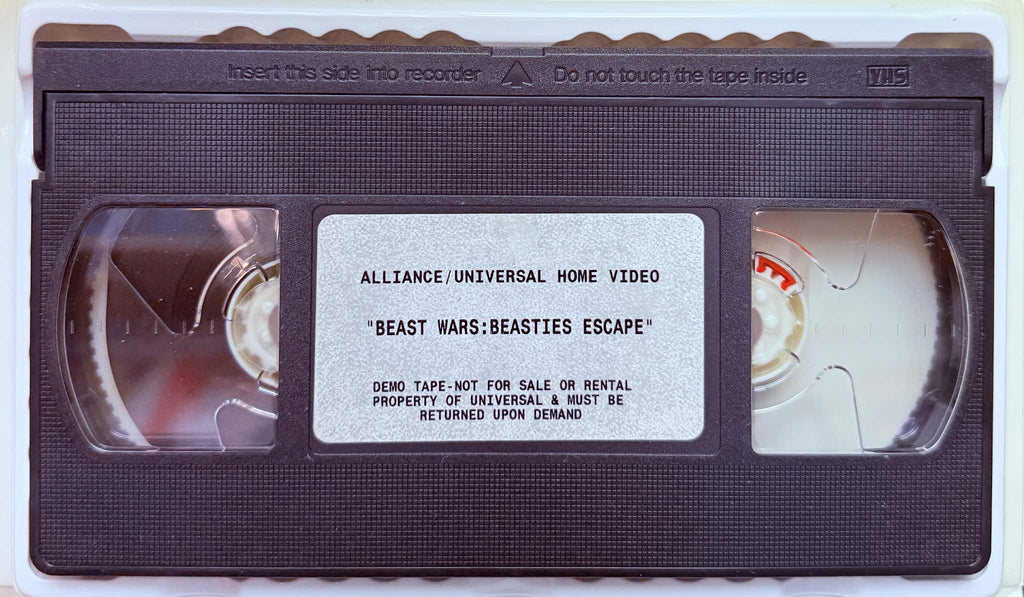 Insert this side into recorder Do not touch the tape inside VHS
ALLIANCE/UNIVERSAL HOME VIDEO
"BEAST WARS:BEASTIES ESCAPE"
DEMO TAPE-NOT FOR SALE OR RENTAL
PROPERTY OF UNIVERSAL & MUST BE
RETURNED UPON DEMAND